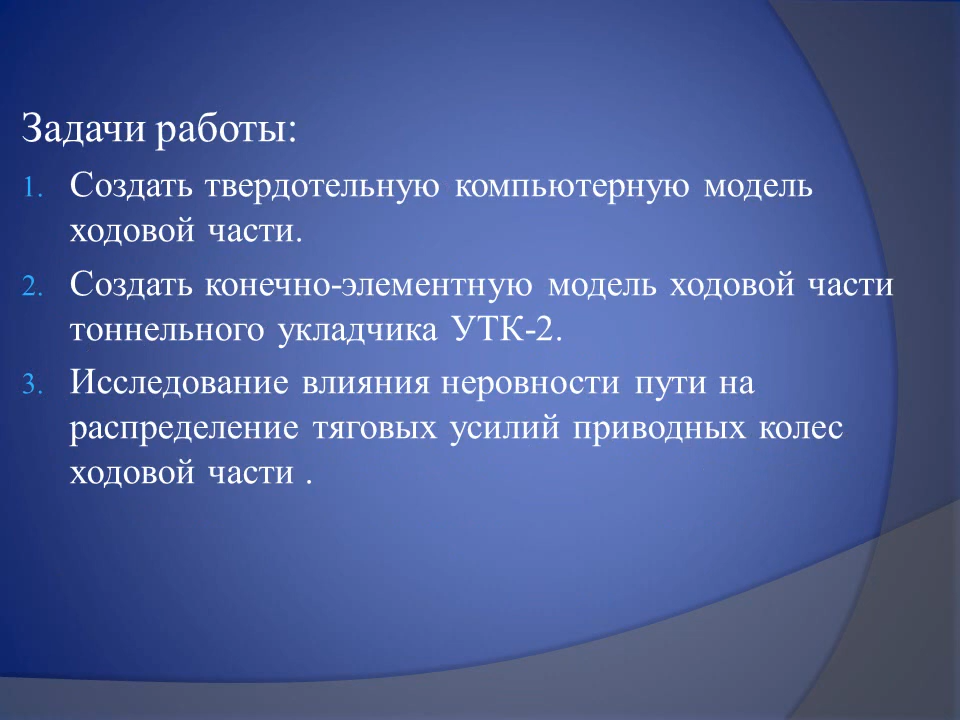 Задачи работы:
1. Создать твердотельную компьютерную модель
ходовой части.
2. Создать конечно-элементную модель ходовой части
тоннельного укладчика УТК-2.
3. Исследование влияния неровности пути на
распределение тяговых усилий приводных колес
ходовой части .